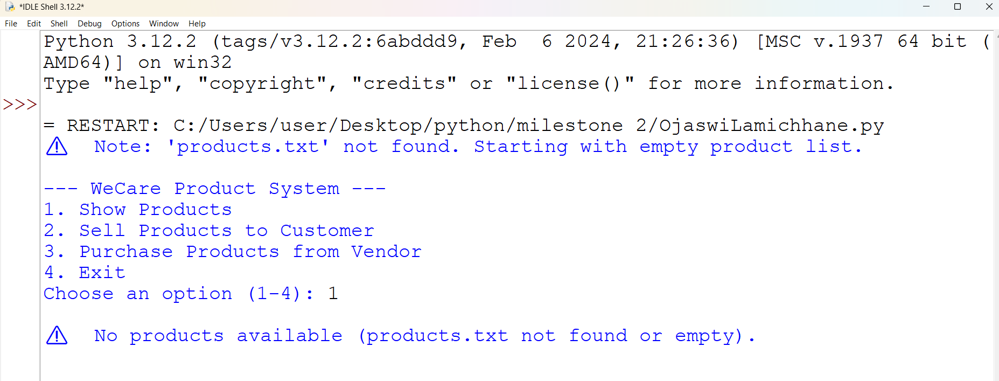 *IDLE Shell 3.12.2*
File Edit Shell Debug Options Window Help
Python 3.12.2 (tags/v3.12.2:6abddd9, Feb  6 2024, 21:26:36) [MSC v.1937 64 bit (
AMD64)] on win32
Type "help", "copyright", "credits" or "license()" for more information.
>>>
= RESTART: C:/Users/user/Desktop/python/milestone 2/OjaswiLamichhane.py
⚠ Note: 'products.txt' not found. Starting with empty product list.
--- WeCare Product System ---
1. Show Products
2. Sell Products to Customer
3. Purchase Products from Vendor
4. Exit
Choose an option (1-4): 1
⚠ No products available (products.txt not found or empty).